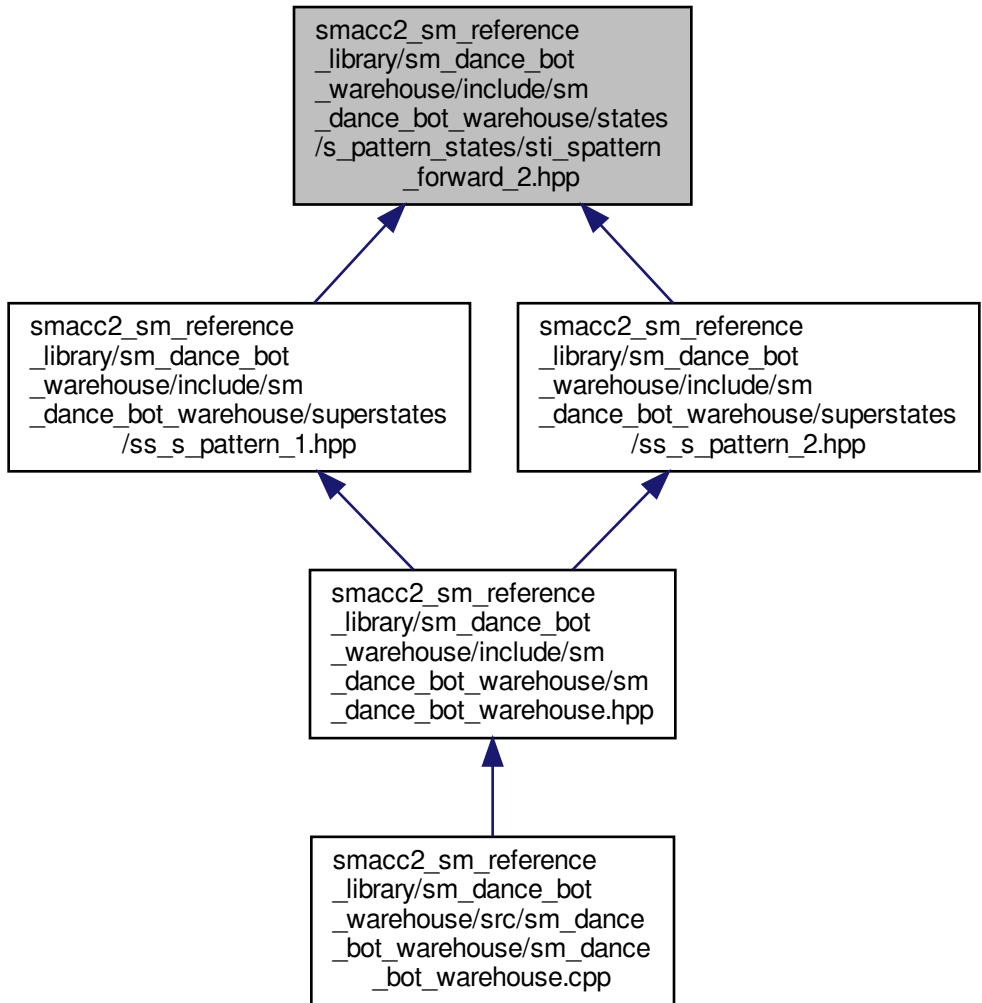 smacc2_sm_reference
_library/sm_dance_bot
_warehouse/include/sm
_dance_bot_warehouse/states
/s_pattern_states/sti_spattern
_forward_2.hpp
smacc2_sm_reference
_library/sm_dance_bot
_warehouse/include/sm
_dance_bot_warehouse/superstates
/ss_s_pattern_1.hpp
smacc2_sm_reference
_library/sm_dance_bot
_warehouse/include/sm
_dance_bot_warehouse/superstates
/ss_s_pattern_2.hpp
smacc2_sm_reference
_library/sm_dance_bot
_warehouse/include/sm
_dance_bot_warehouse/sm
_dance_bot_warehouse.hpp
smacc2_sm_reference
_library/sm_dance_bot
_warehouse/src/sm_dance
_bot_warehouse/sm_dance
_bot_warehouse.cpp